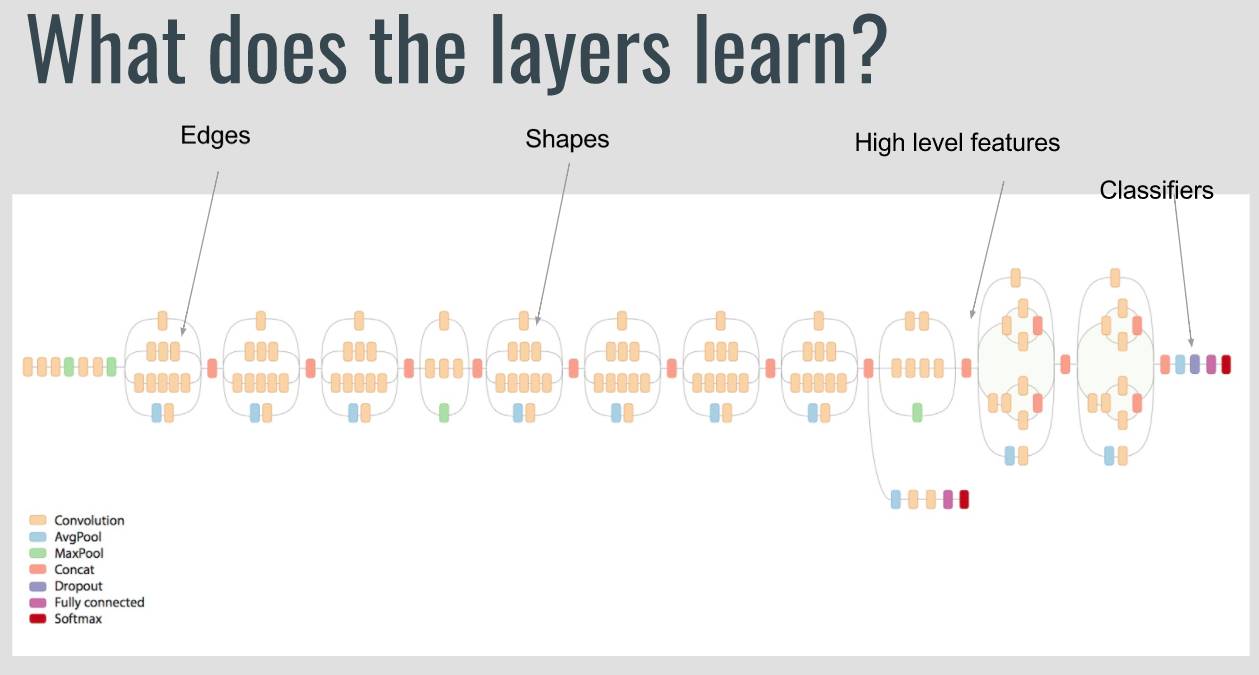 What does the layers learn?
Edges
Shapes
High level features
Classifiers
Convolution
AvgPool
MaxPool
Concat
Dropout
Fully connected
Softmax